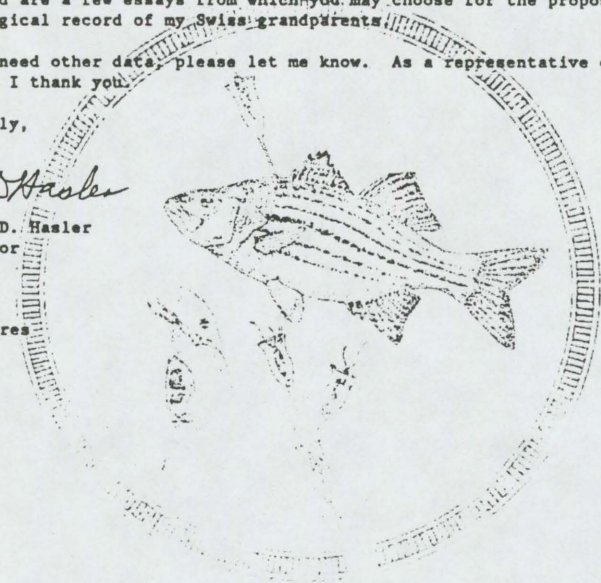 d are a few essays from which you may choose for the propo
gical record of my Swiss grandparents.
need other data, please let me know. As a representative o
I thank you.
ly,
D Hasler
D. Hasler
or
res